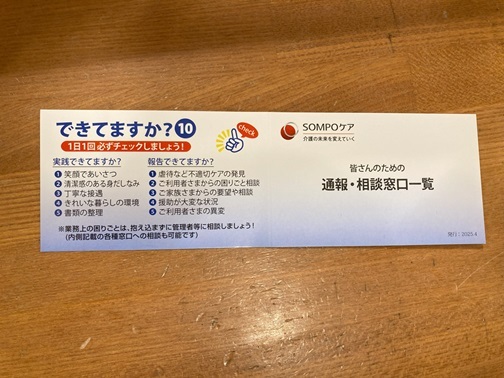 できてますか？10
1日1回 必ずチェックしましょう！
check
実践できてますか？
1 笑顔であいさつ
2 清潔感のある身だしなみ
3 丁寧な接遇
4 きれいな暮らしの環境
5 書類の整理
報告できてますか？
1 虐待など不適切ケアの発見
2 ご利用者さまからの困りごと相談
3 ご家族さまからの要望や相談
4 援助が大変な状況
5 ご利用者さまの異変
※業務上の困りごとは、抱え込まずに管理者等に相談しましょう！
(内側記載の各種窓口への相談も可能です)
SOMPOケア
介護の未来を変えていく
皆さんのための
通報・相談窓口一覧
発行：2025.4